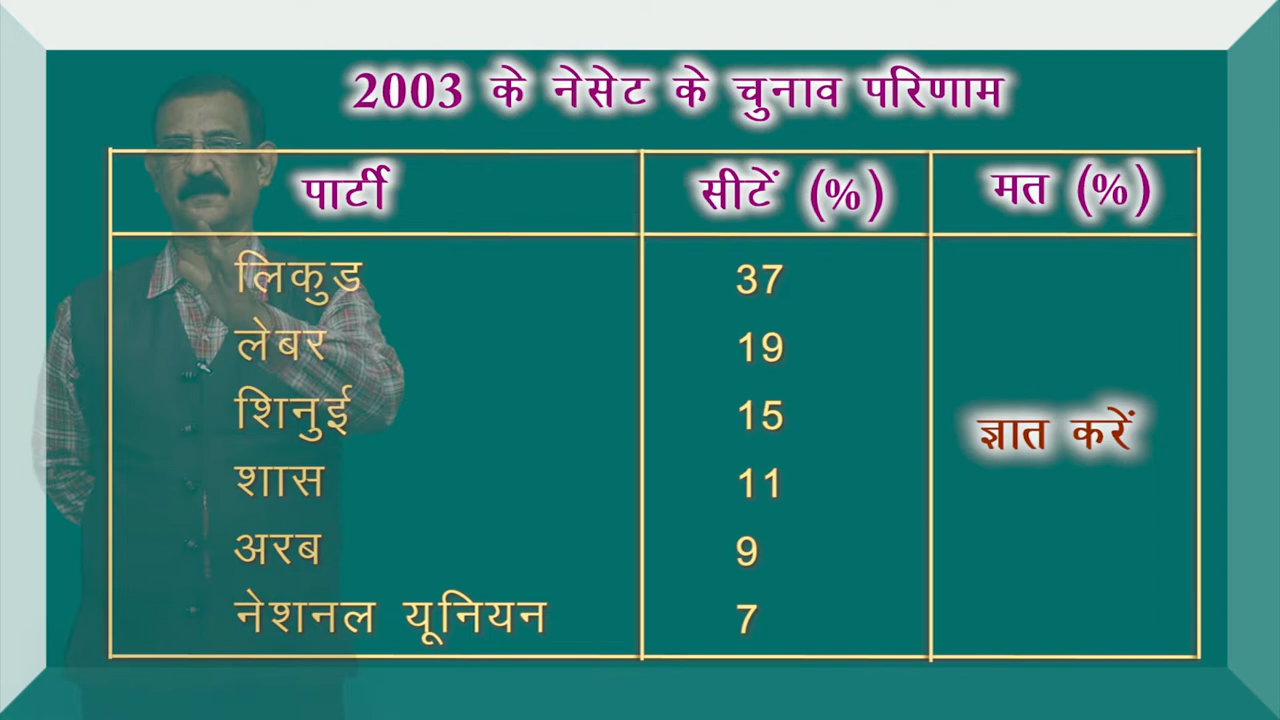 2003 के नेसेट के चुनाव परिणाम
पार्टी सीटें (%) मत (%)
लिकुड 37
लेबर 19
शिनुई 15
ज्ञात करें
शास 11
अरब 9
नेशनल यूनियन 7